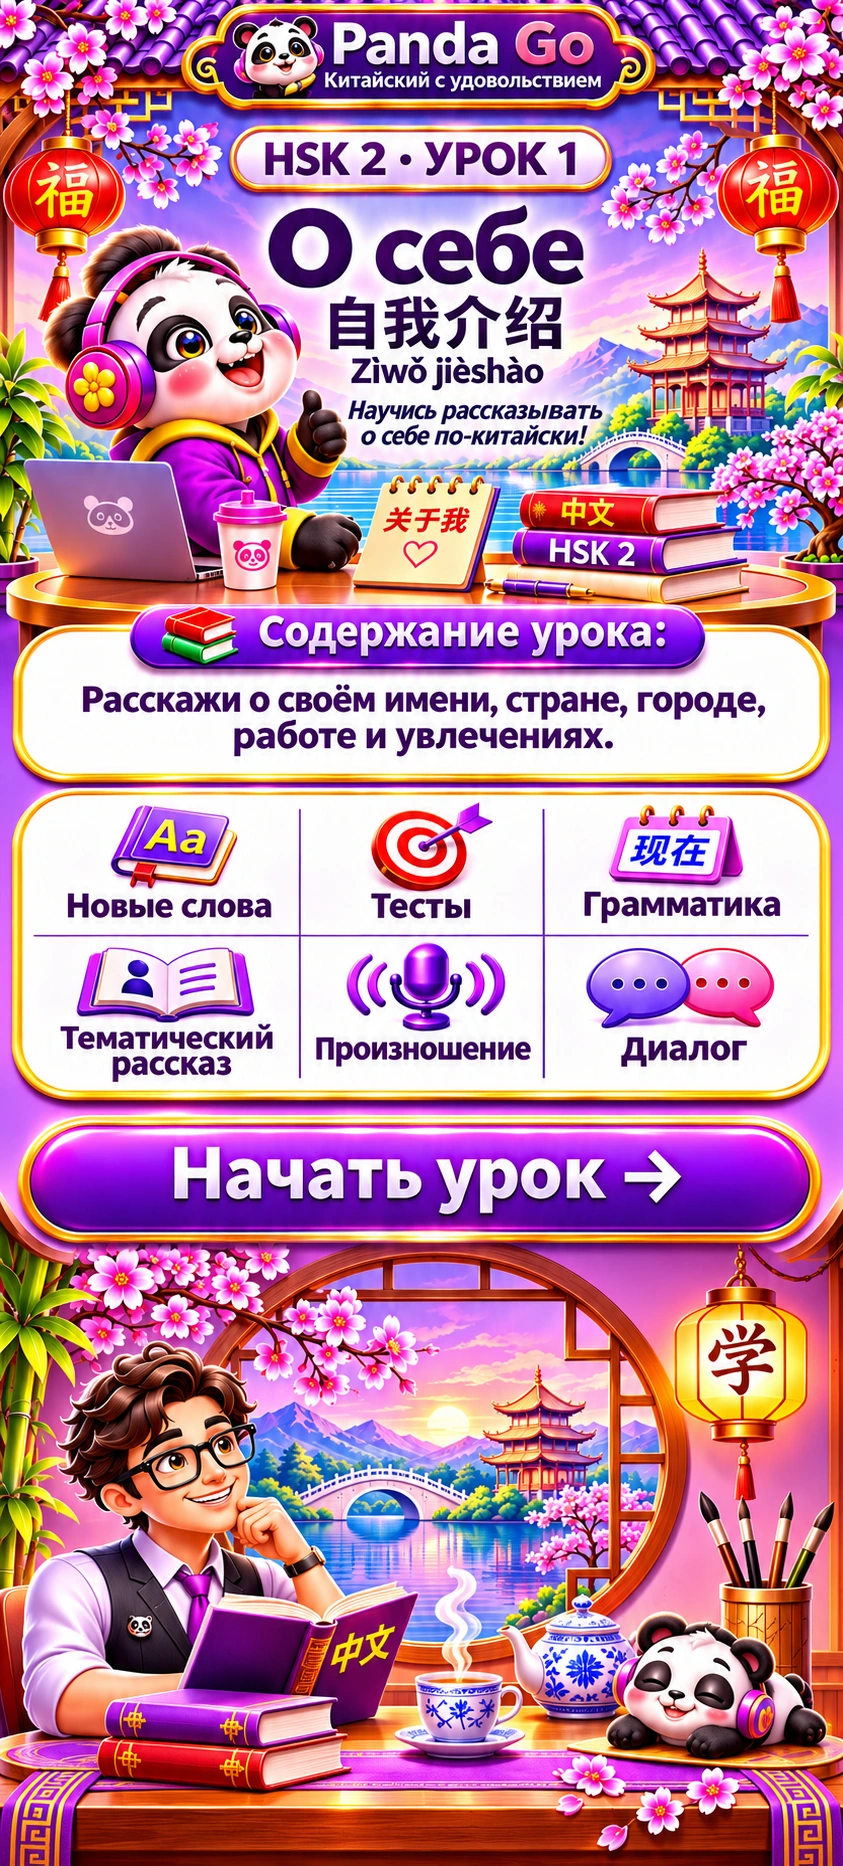 Panda Go
Китайский с удовольствием
HSK 2 • УРОК 1
福
福
О себе
自我介绍
Zìwǒ jièshào
Научись рассказывать
о себе по-китайски!
关于我
中文
HSK 2
Содержание урока:
Расскажи о своём имени, стране, городе,
работе и увлечениях.
Aa
Новые слова
Тесты
现在
Грамматика
Тематический
рассказ
Произношение
Диалог
Начать урок →
学
中文